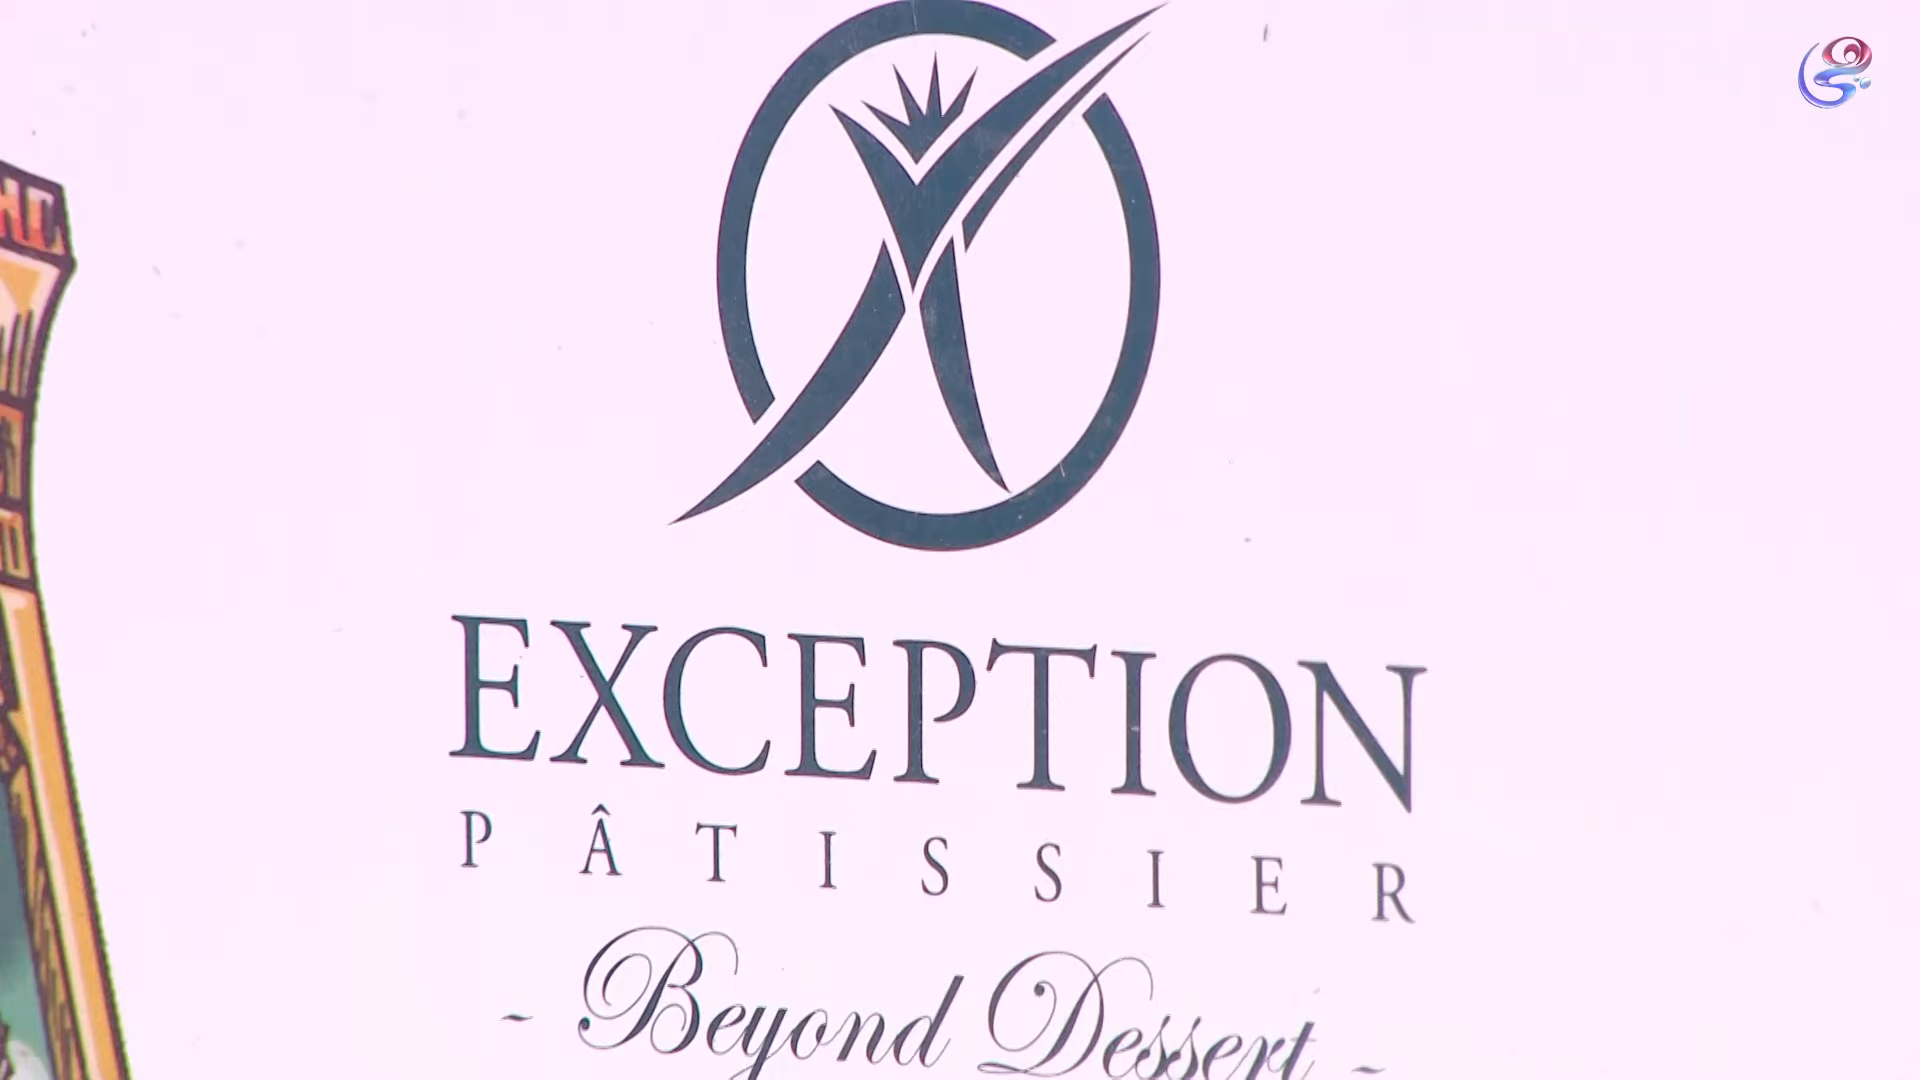 EXCEPTION
PÂTISSIER
- Beyond Dessert -